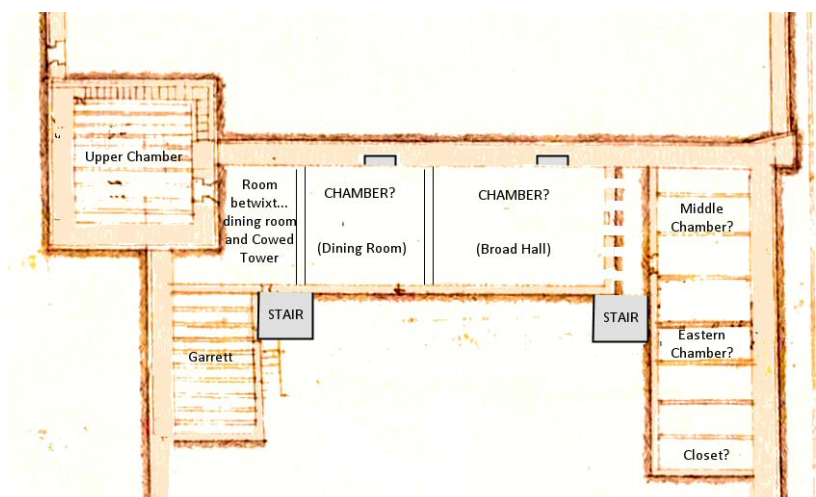 Upper Chamber
Room
betwixt...
dining room
and Cowed
Tower
CHAMBER?
(Dining Room)
CHAMBER?
(Broad Hall)
Middle
Chamber?
STAIR
STAIR
Garrett
Eastern
Chamber?
Closet?